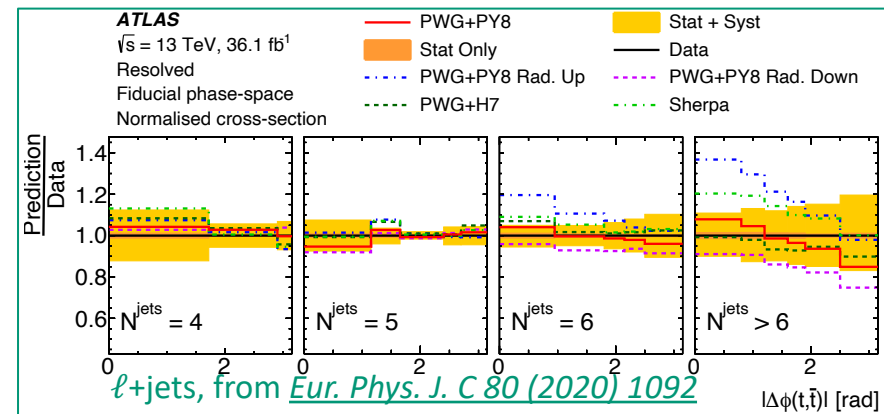 ATLAS
√s = 13 TeV, 36.1 fb⁻¹
Resolved
Fiducial phase-space
Normalised cross-section
PWG+PY8
Stat Only
PWG+PY8 Rad. Up
PWG+H7
Stat + Syst
Data
PWG+PY8 Rad. Down
Sherpa
Prediction
Data
1.4
1.2
1.0
0.8
0.6
N^jets = 4
N^jets = 5
N^jets = 6
N^jets > 6
0 2 0 2 0 2 0 2
ℓ+jets, from Eur. Phys. J. C 80 (2020) 1092
|Δϕ(t,t̄)| [rad]